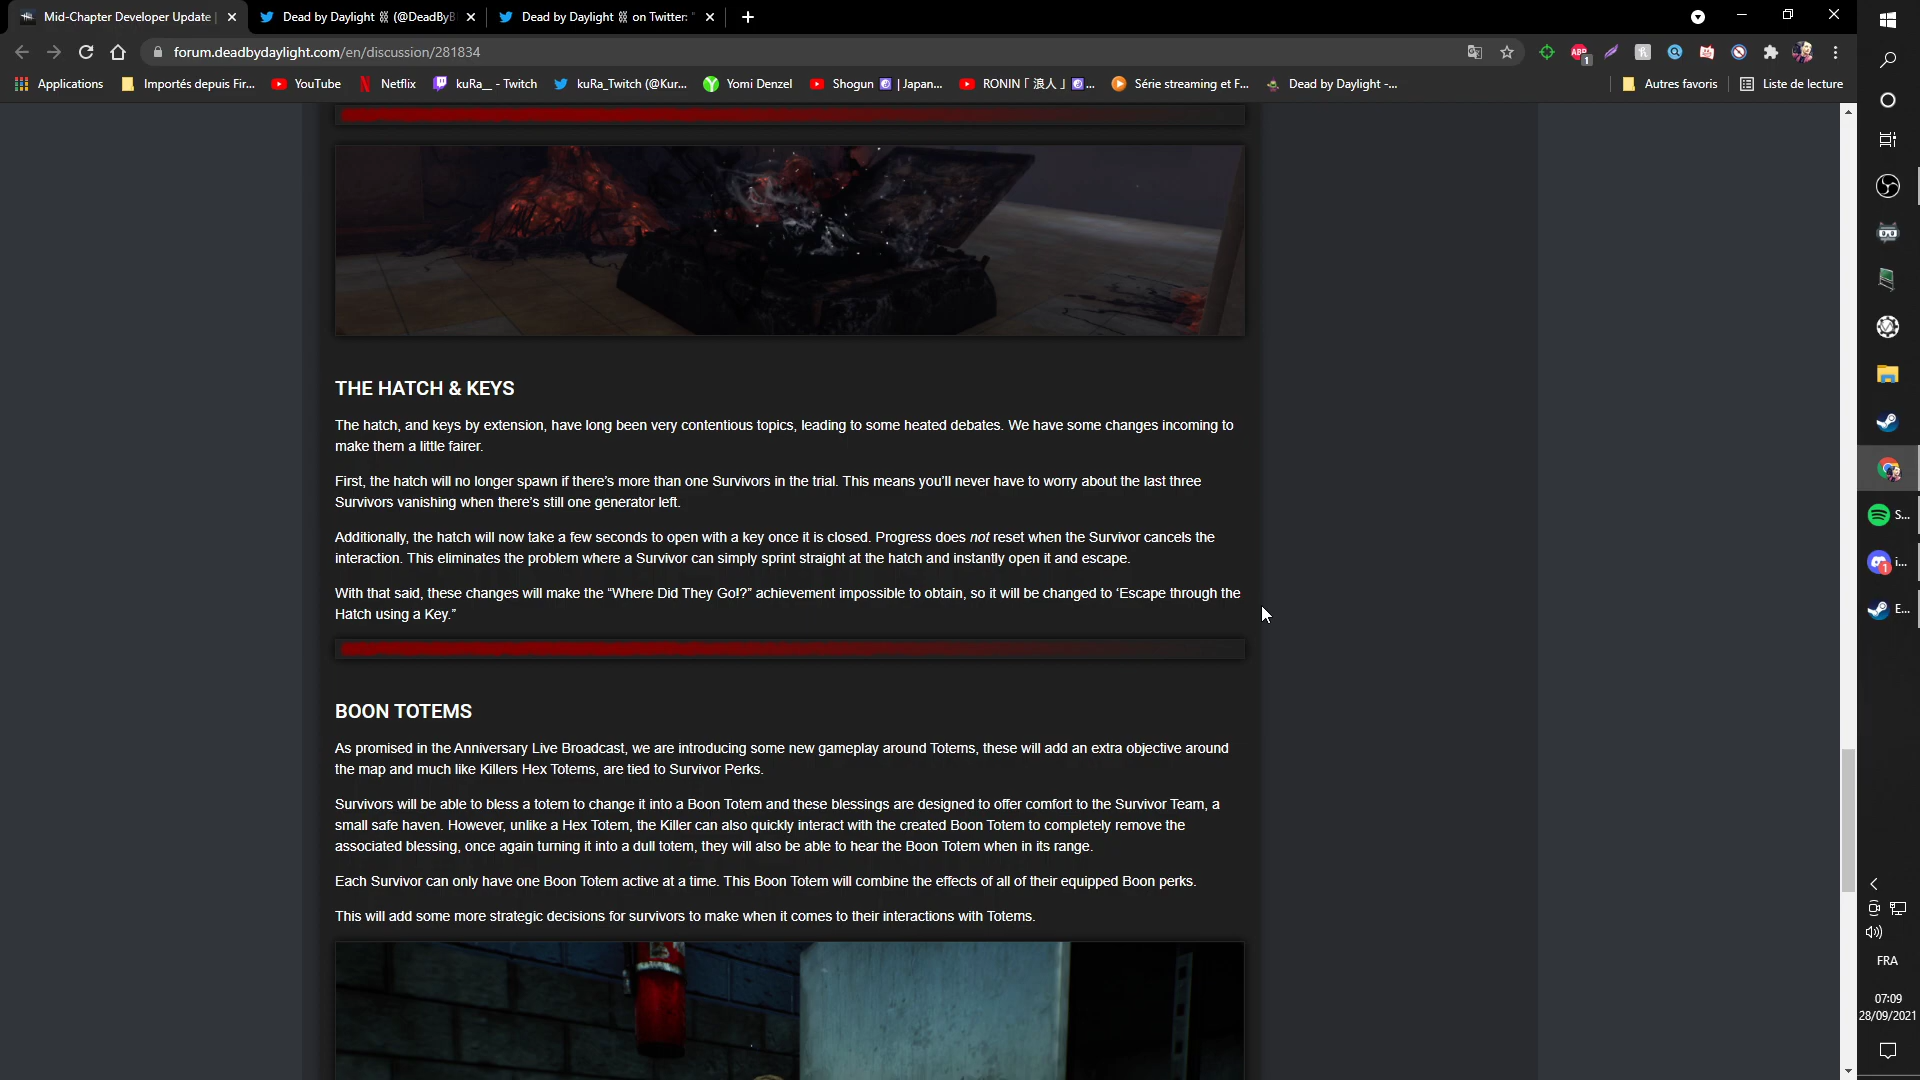 Mid-Chapter Developer Update
Dead by Daylight (@DeadByB
Dead by Daylight on Twitter: "
forum.deadbydaylight.com/en/discussion/281834
ABP
1
Applications
Importés depuis Fir...
YouTube
Netflix
kuRa__ - Twitch
kuRa_Twitch (@Kur...
Yomi Denzel
Shogun | Japan...
RONIN「 浪人 」...
Série streaming et F...
Dead by Daylight -...
Autres favoris
Liste de lecture
THE HATCH & KEYS
The hatch, and keys by extension, have long been very contentious topics, leading to some heated debates. We have some changes incoming to
make them a little fairer.
First, the hatch will no longer spawn if there's more than one Survivors in the trial. This means you'll never have to worry about the last three
Survivors vanishing when there's still one generator left.
Additionally, the hatch will now take a few seconds to open with a key once it is closed. Progress does not reset when the Survivor cancels the
interaction. This eliminates the problem where a Survivor can simply sprint straight at the hatch and instantly open it and escape.
With that said, these changes will make the “Where Did They Go!?” achievement impossible to obtain, so it will be changed to ‘Escape through the
Hatch using a Key.”
BOON TOTEMS
As promised in the Anniversary Live Broadcast, we are introducing some new gameplay around Totems, these will add an extra objective around
the map and much like Killers Hex Totems, are tied to Survivor Perks.
Survivors will be able to bless a totem to change it into a Boon Totem and these blessings are designed to offer comfort to the Survivor Team, a
small safe haven. However, unlike a Hex Totem, the Killer can also quickly interact with the created Boon Totem to completely remove the
associated blessing, once again turning it into a dull totem, they will also be able to hear the Boon Totem when in its range.
Each Survivor can only have one Boon Totem active at a time. This Boon Totem will combine the effects of all of their equipped Boon perks.
This will add some more strategic decisions for survivors to make when it comes to their interactions with Totems.
S...
1
i...
E...
FRA
07:09
28/09/2021